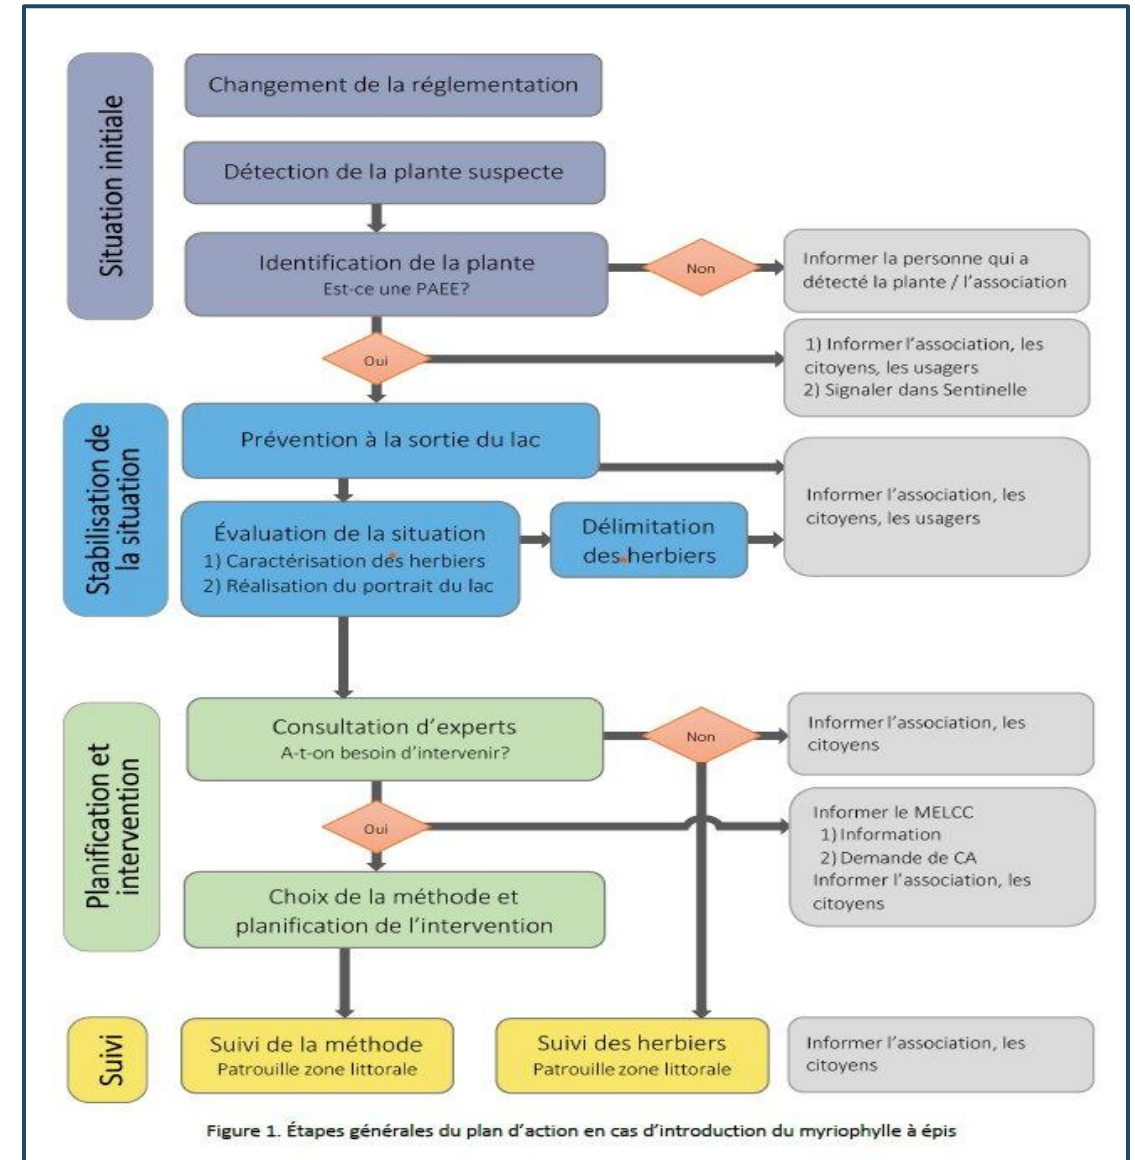 Situation initiale
Changement de la réglementation
Détection de la plante suspecte
Identification de la plante
Est-ce une PAEE?
Non
Informer la personne qui a
détecté la plante / l'association
Oui
1) Informer l'association, les
citoyens, les usagers
2) Signaler dans Sentinelle
Stabilisation de
la situation
Prévention à la sortie du lac
Évaluation de la situation
1) Caractérisation des herbiers
2) Réalisation du portrait du lac
Délimitation
des herbiers
Informer l'association, les
citoyens, les usagers
Planification et
intervention
Consultation d'experts
A-t-on besoin d'intervenir?
Non
Informer l'association, les
citoyens
Oui
Informer le MELCC
1) Information
2) Demande de CA
Informer l'association, les
citoyens
Choix de la méthode et
planification de l'intervention
Suivi
Suivi de la méthode
Patrouille zone littorale
Suivi des herbiers
Patrouille zone littorale
Informer l'association, les
citoyens
Figure 1. Étapes générales du plan d'action en cas d'introduction du myriophylle à épis